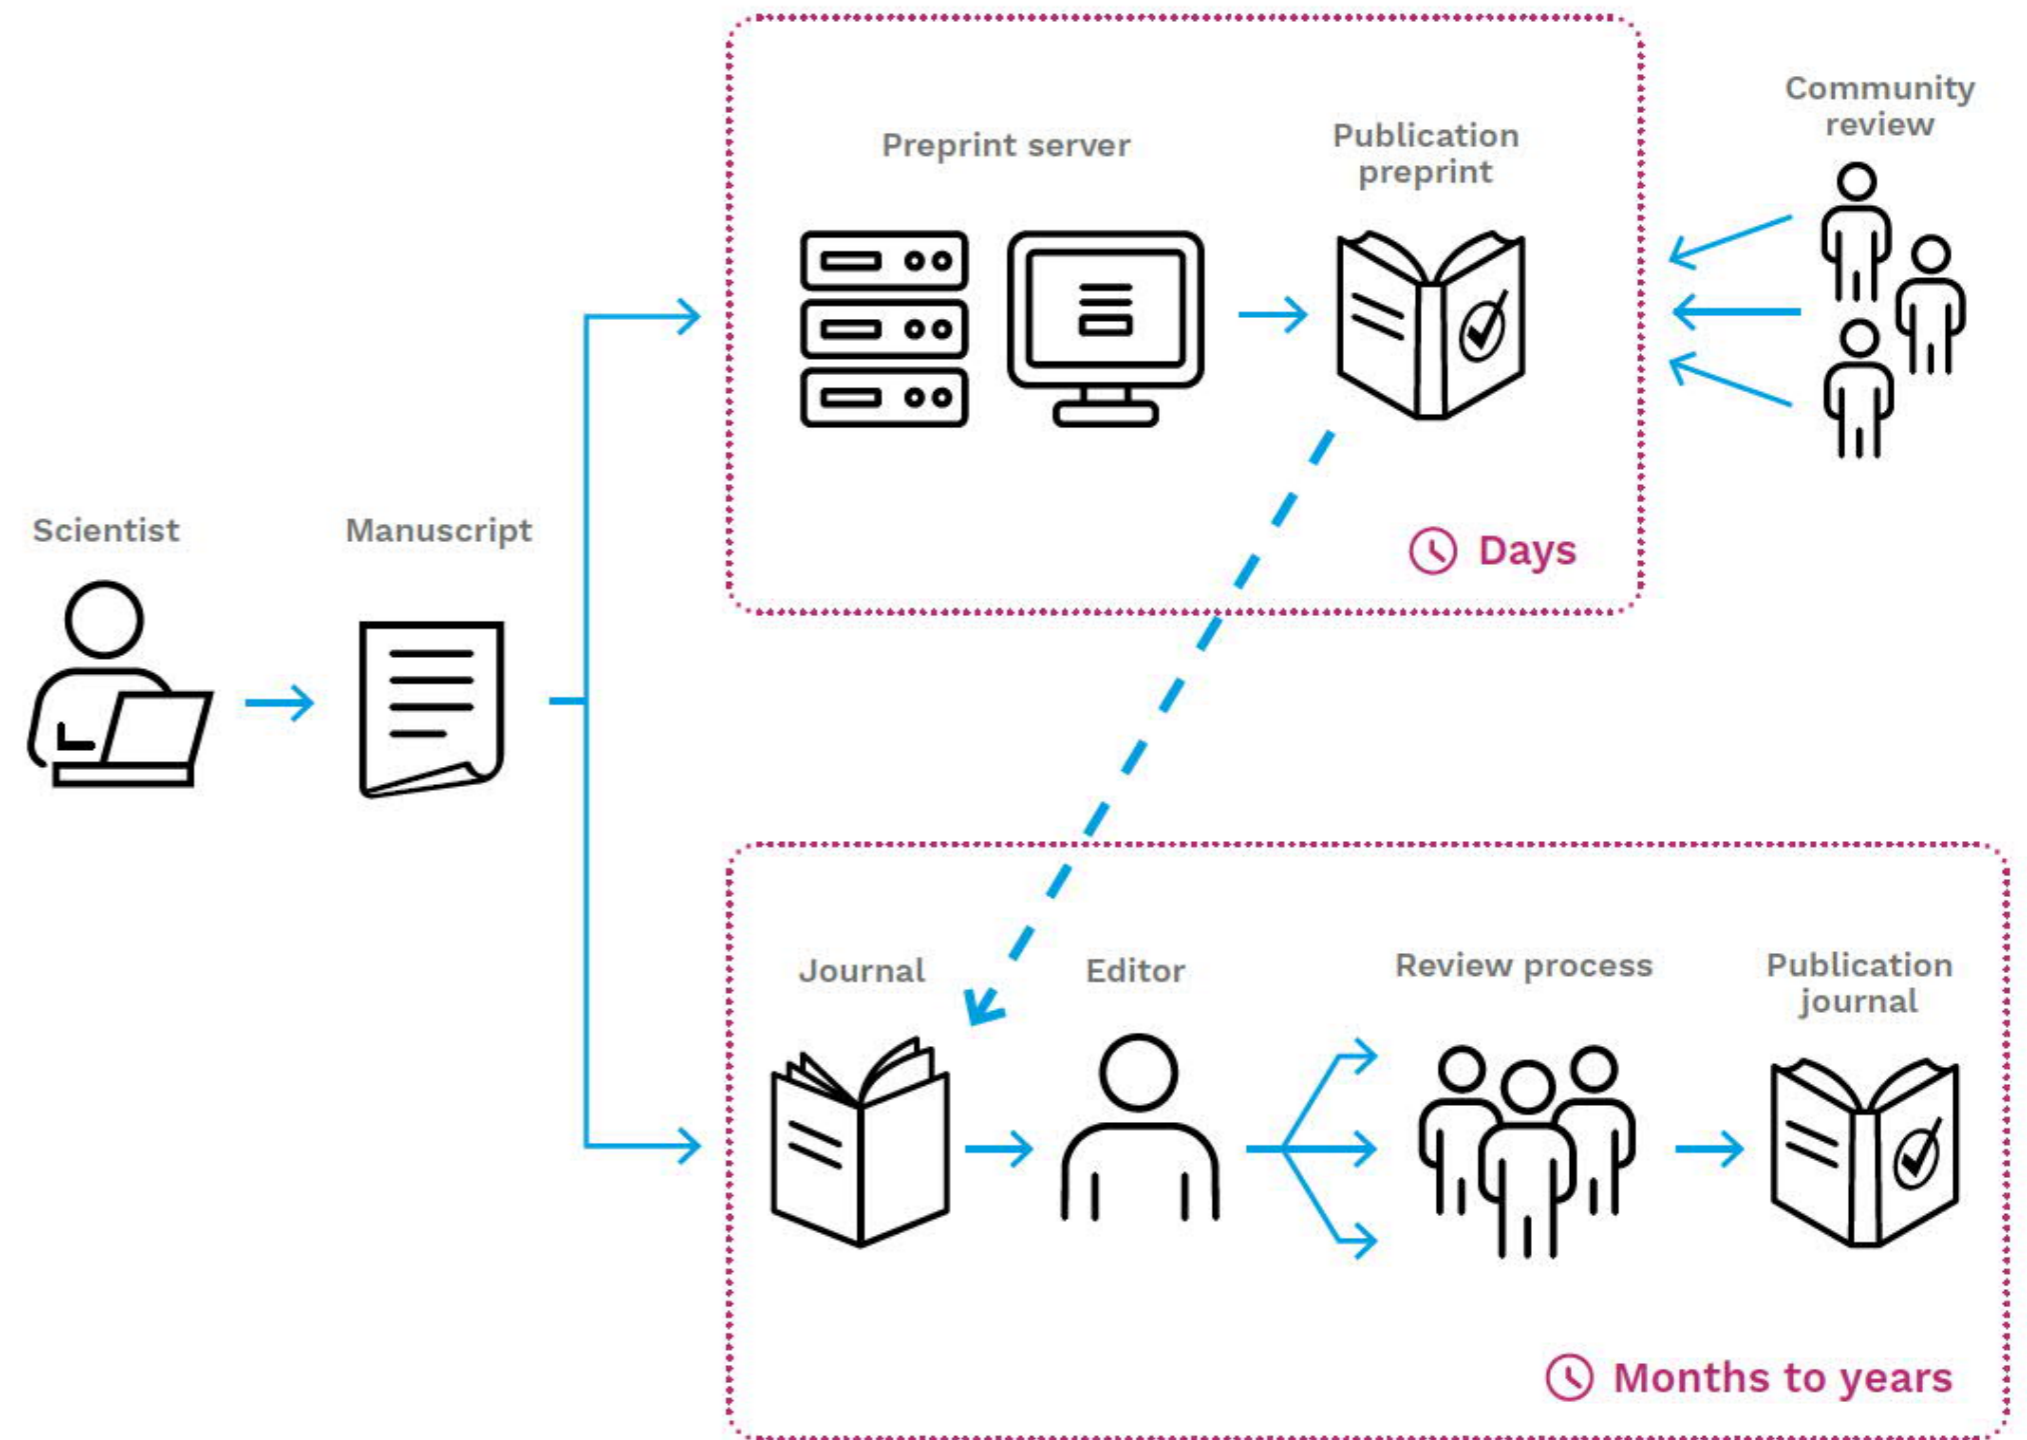 Scientist
Manuscript
Preprint server
Publication
preprint
Days
Community
review
Journal
Editor
Review process
Publication
journal
Months to years